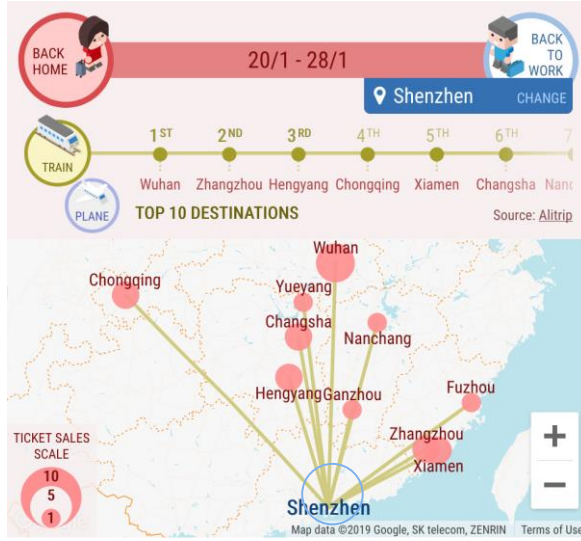 BACK
HOME
20/1 - 28/1
BACK
TO
WORK
Shenzhen CHANGE
TRAIN
1ST 2ND 3RD 4TH 5TH 6TH 7
Wuhan Zhangzhou Hengyang Chongqing Xiamen Changsha Nanc
PLANE
TOP 10 DESTINATIONS
Source: Alitrip
Wuhan
Chongqing
Yueyang
Changsha
Nanchang
Hengyang
Ganzhou
Fuzhou
Zhangzhou
Xiamen
TICKET SALES
SCALE
10
5
1
+
−
Shenzhen
Map data ©2019 Google, SK telecom, ZENRIN
Terms of Use